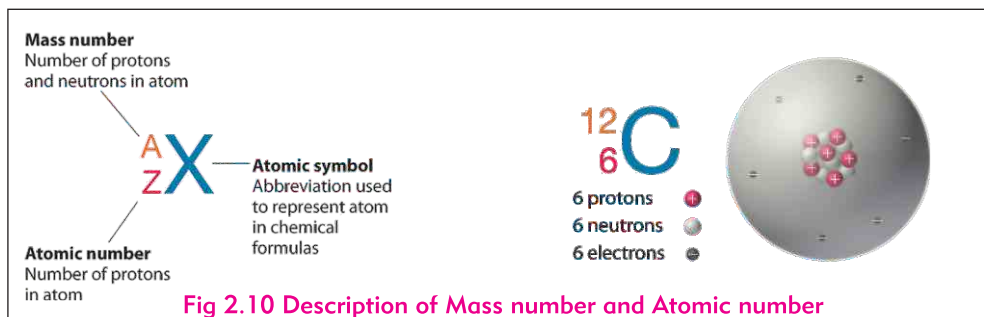 Mass number
Number of protons
and neutrons in atom
A
Z
X
Atomic symbol
Abbreviation used
to represent atom
in chemical
formulas
Atomic number
Number of protons
in atom
12
6
C
6 protons +
6 neutrons
6 electrons −
+ + + + + +
− − − − − −
Fig 2.10 Description of Mass number and Atomic number